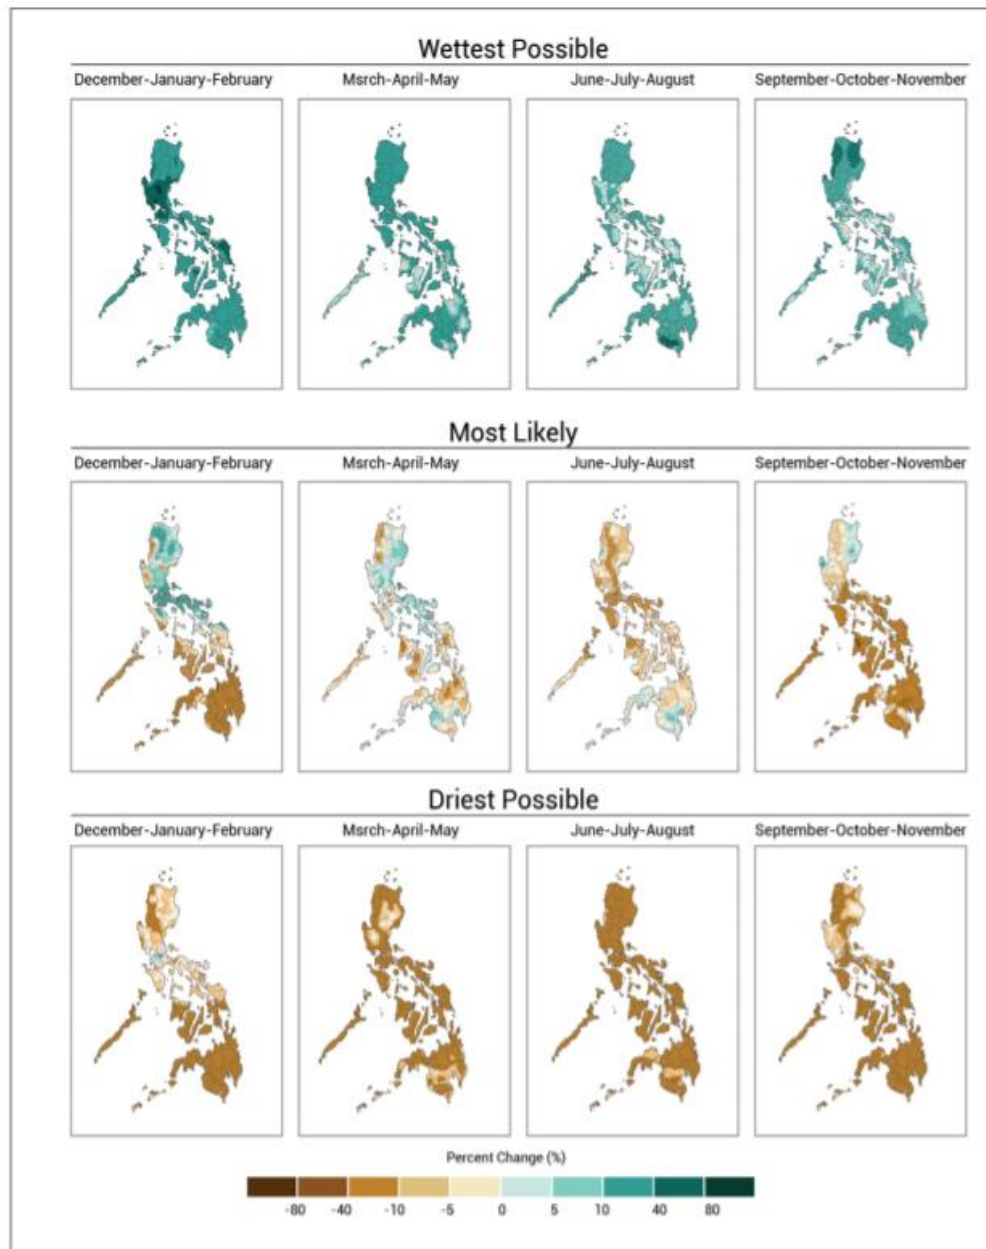 Wettest Possible
December-January-February Msrch-April-May June-July-August September-October-November
Most Likely
December-January-February Msrch-April-May June-July-August September-October-November
Driest Possible
December-January-February Msrch-April-May June-July-August September-October-November
Percent Change (%)
-80 -40 -10 -5 0 5 10 40 80